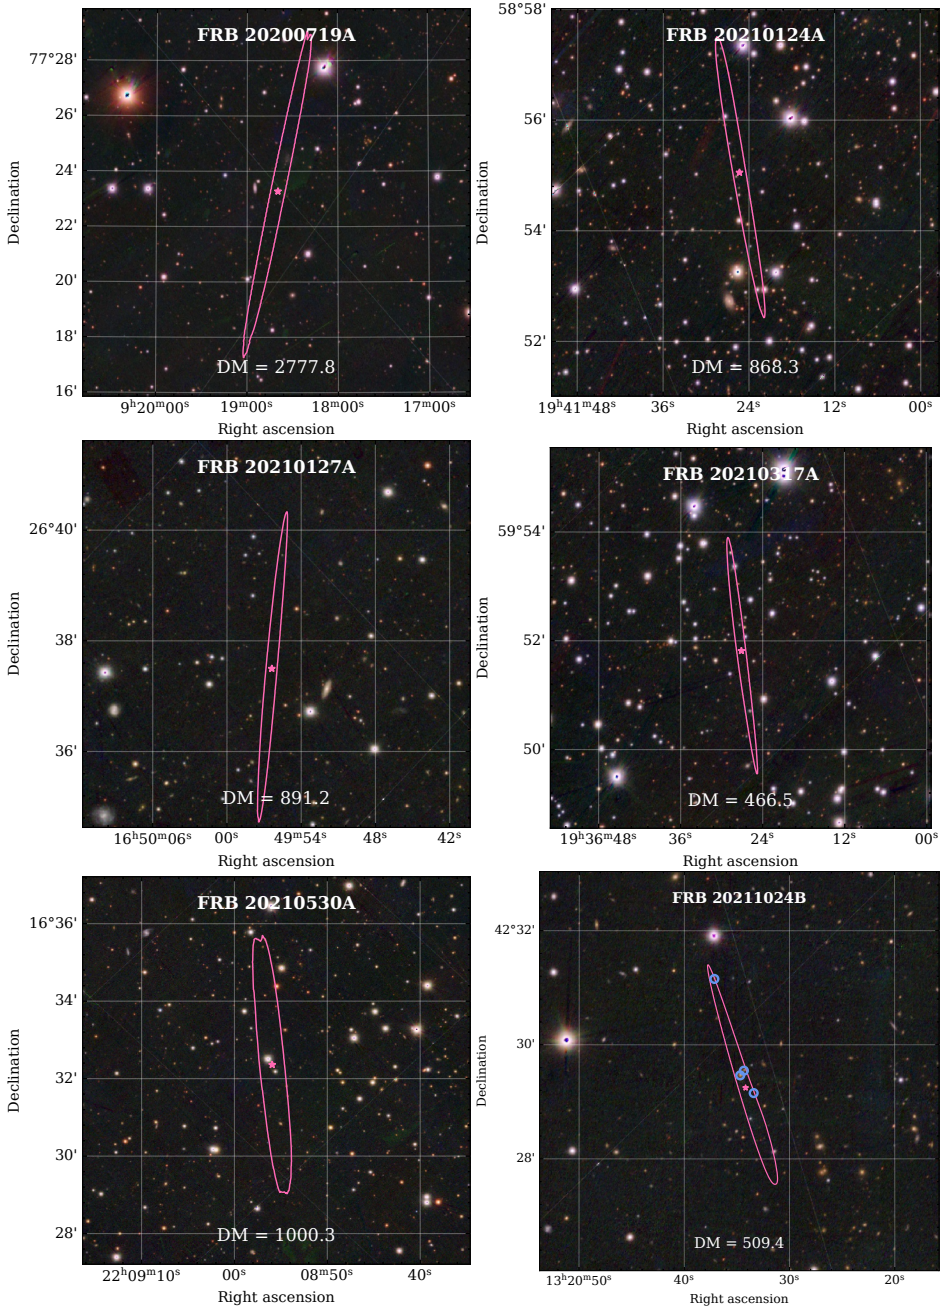 FRB 20200719A
77°28'
26'
24'
22'
20'
18'
16'
Declination
DM = 2777.8
9ʰ20ᵐ00ˢ 19ᵐ00ˢ 18ᵐ00ˢ 17ᵐ00ˢ
Right ascension
FRB 20210124A
58°58'
56'
54'
52'
Declination
DM = 868.3
19ʰ41ᵐ48ˢ 36ˢ 24ˢ 12ˢ 00ˢ
Right ascension
FRB 20210127A
26°40'
38'
36'
Declination
DM = 891.2
16ʰ50ᵐ06ˢ 00ˢ 49ᵐ54ˢ 48ˢ 42ˢ
Right ascension
FRB 20210317A
59°54'
52'
50'
Declination
DM = 466.5
19ʰ36ᵐ48ˢ 36ˢ 24ˢ 12ˢ 00ˢ
Right ascension
FRB 20210530A
16°36'
34'
32'
30'
28'
Declination
DM = 1000.3
22ʰ09ᵐ10ˢ 00ˢ 08ᵐ50ˢ 40ˢ
Right ascension
FRB 20211024B
42°32'
30'
28'
Declination
DM = 509.4
13ʰ20ᵐ50ˢ 40ˢ 30ˢ 20ˢ
Right ascension